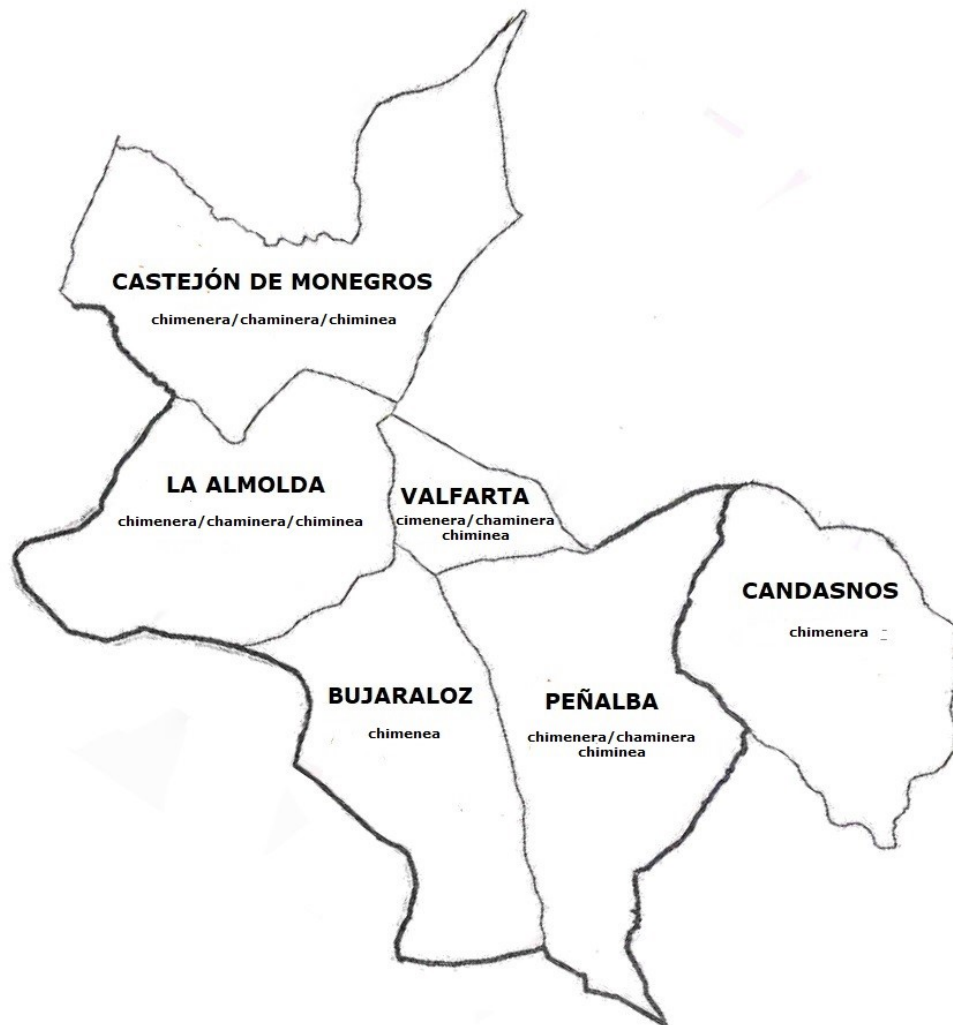 CASTEJÓN DE MONEGROS
chimenera/chaminera/chiminea
LA ALMOLDA
chimenera/chaminera/chiminea
VALFARTA
cimenera/chaminera
chiminea
CANDASNOS
chimenera
BUJARALOZ
chimenea
PEÑALBA
chimenera/chaminera
chiminea